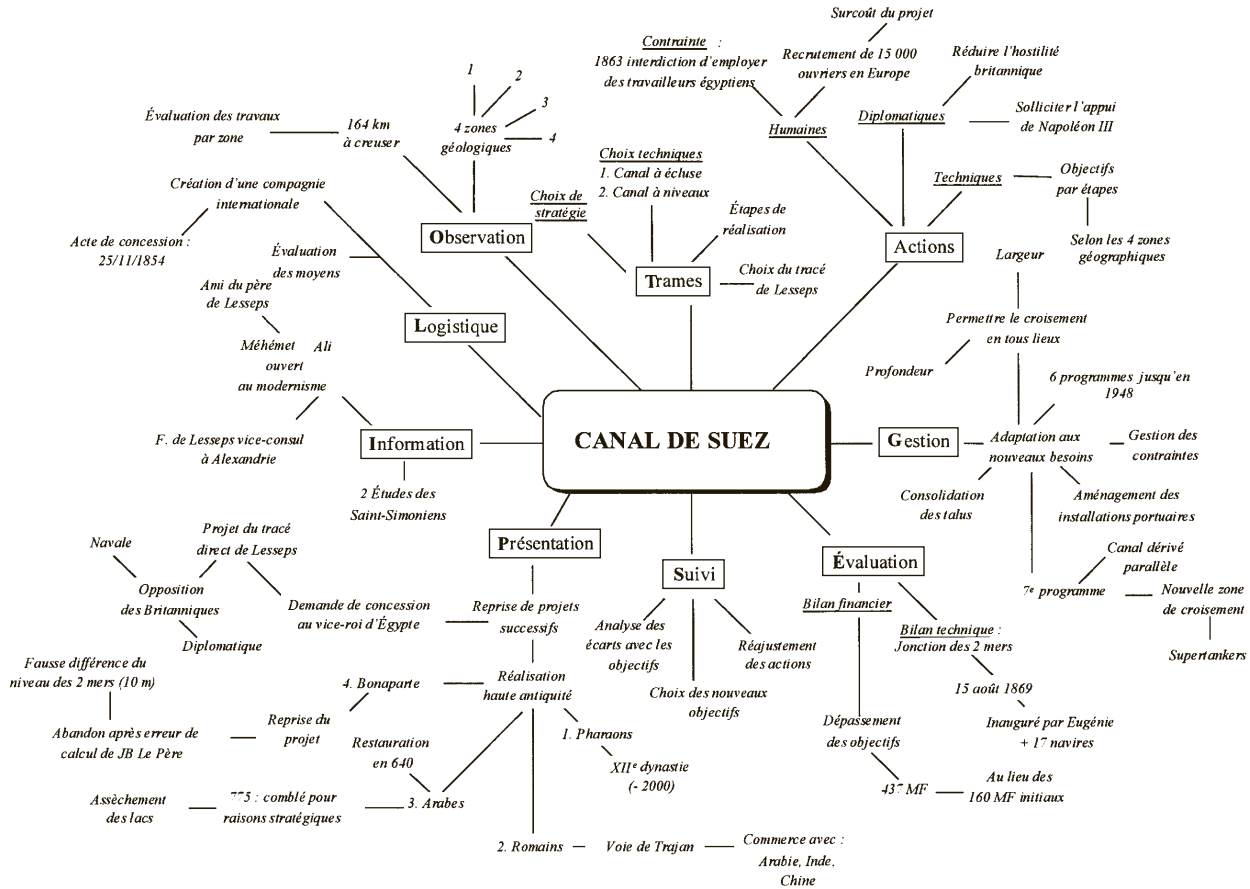 Surcoût du projet
Contrainte :
1863 interdiction d'employer
des travailleurs égyptiens
Recrutement de 15 000
ouvriers en Europe
Réduire l'hostilité
britannique
1
2
3
4
Évaluation des travaux
par zone
164 km
à creuser
4 zones
géologiques
Humaines
Diplomatiques
Solliciter l'appui
de Napoléon III
Choix techniques
1. Canal à écluse
2. Canal à niveaux
Création d'une compagnie
internationale
Choix de
stratégie
Techniques
Objectifs
par étapes
Étapes de
réalisation
Acte de concession :
25/11/1854
Observation
Actions
Selon les 4 zones
géographiques
Évaluation
des moyens
Largeur
Trames
Choix du tracé
de Lesseps
Ami du père
de Lesseps
Logistique
Permettre le croisement
en tous lieux
Méhémet Ali
ouvert
au modernisme
Profondeur
6 programmes jusqu'en
1948
F. de Lesseps vice-consul
à Alexandrie
Information
CANAL DE SUEZ
Gestion
Adaptation aux
nouveaux besoins
Gestion des
contraintes
2 Études des
Saint-Simoniens
Consolidation
des talus
Aménagement des
installations portuaires
Navale
Projet du tracé
direct de Lesseps
Présentation
Suivi
Évaluation
Canal dérivé
parallèle
Opposition
des Britanniques
Demande de concession
au vice-roi d'Égypte
Reprise de projets
successifs
Bilan financier
7e programme
Nouvelle zone
de croisement
Diplomatique
Analyse des
écarts avec les
objectifs
Réajustement
des actions
Bilan technique :
Jonction des 2 mers
Supertankers
Fausse différence du
niveau des 2 mers (10 m)
4. Bonaparte
Réalisation
haute antiquité
Choix des nouveaux
objectifs
15 août 1869
Abandon après erreur de
calcul de JB Le Père
Reprise du
projet
1. Pharaons
Dépassement
des objectifs
Inauguré par Eugénie
+ 17 navires
Restauration
en 640
XIIe dynastie
(- 2000)
437 MF
Au lieu des
160 MF initiaux
Assèchement
des lacs
775 : comblé pour
raisons stratégiques
3. Arabes
2. Romains
Voie de Trajan
Commerce avec :
Arabie, Inde,
Chine